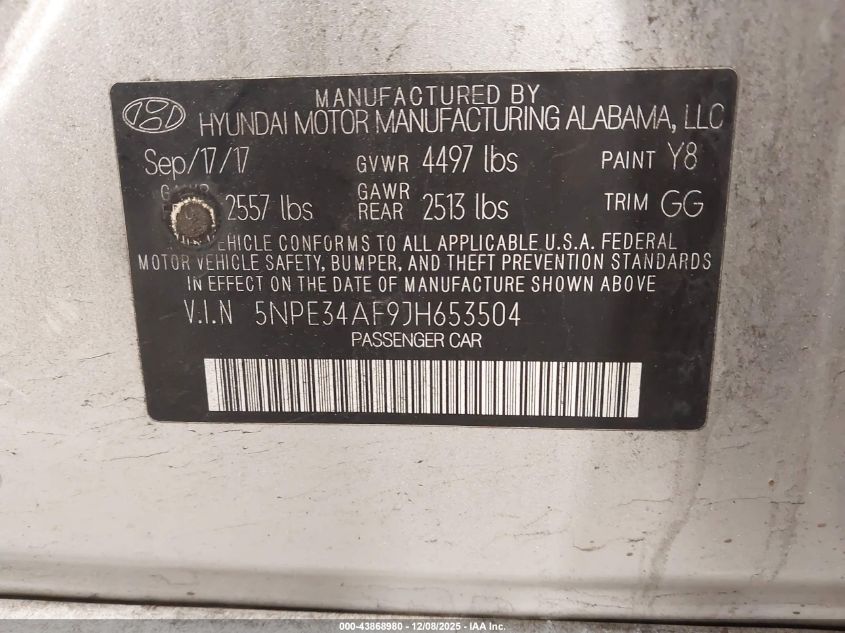 MANUFACTURED BY
HYUNDAI MOTOR MANUFACTURING ALABAMA, LLC
Sep/17/17 GVWR 4497 lbs PAINT Y8
2557 lbs GAWR REAR 2513 lbs TRIM GG
VEHICLE CONFORMS TO ALL APPLICABLE U.S.A. FEDERAL
MOTOR VEHICLE SAFETY, BUMPER, AND THEFT PREVENTION STANDARDS
IN EFFECT ON THE DATE OF MANUFACTURE SHOWN ABOVE
V.I.N 5NPE34AF9JH653504
PASSENGER CAR
000-43868980 - 12/08/2025 - IAA Inc.